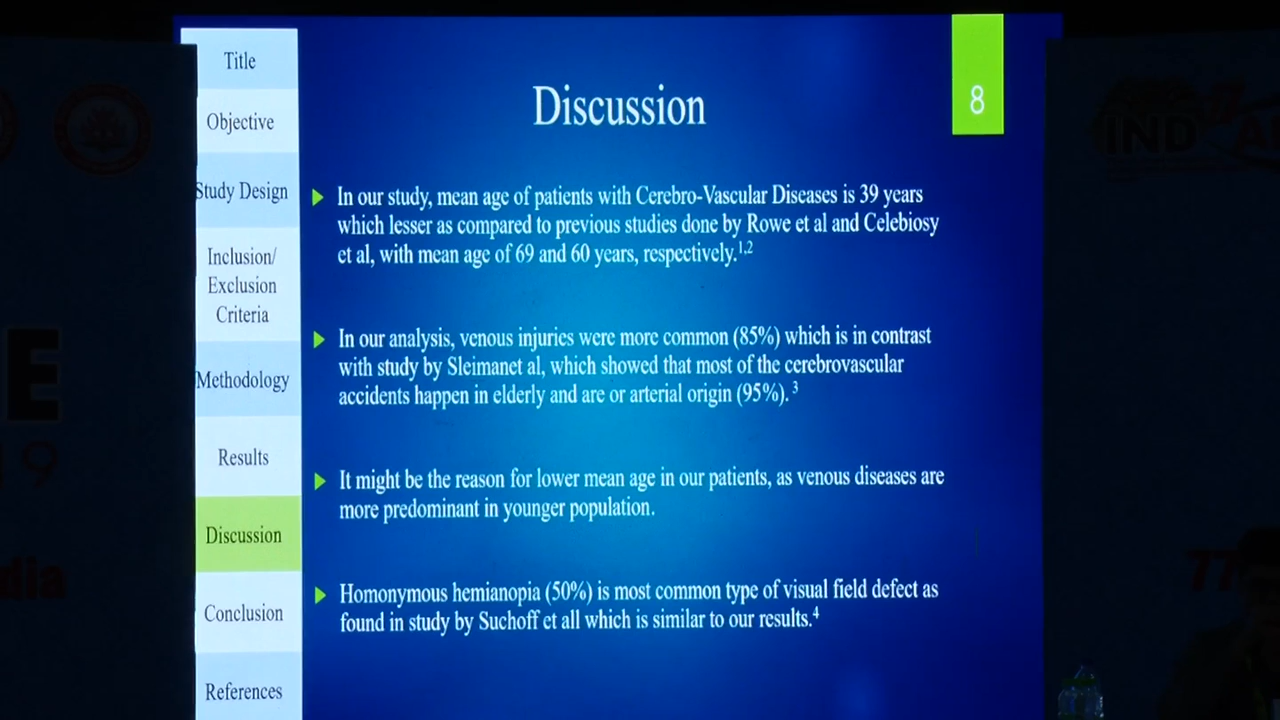 Title
Objective
Study Design
Inclusion/
Exclusion
Criteria
Methodology
Results
Discussion
Conclusion
References
Discussion
8
In our study, mean age of patients with Cerebro-Vascular Diseases is 39 years
which lesser as compared to previous studies done by Rowe et al and Celebiosy
et al, with mean age of 69 and 60 years, respectively.1,2
In our analysis, venous injuries were more common (85%) which is in contrast
with study by Sleimanet al, which showed that most of the cerebrovascular
accidents happen in elderly and are or arterial origin (95%). 3
It might be the reason for lower mean age in our patients, as venous diseases are
more predominant in younger population.
Homonymous hemianopia (50%) is most common type of visual field defect as
found in study by Suchoff et all which is similar to our results.4
E
19
dia
IND